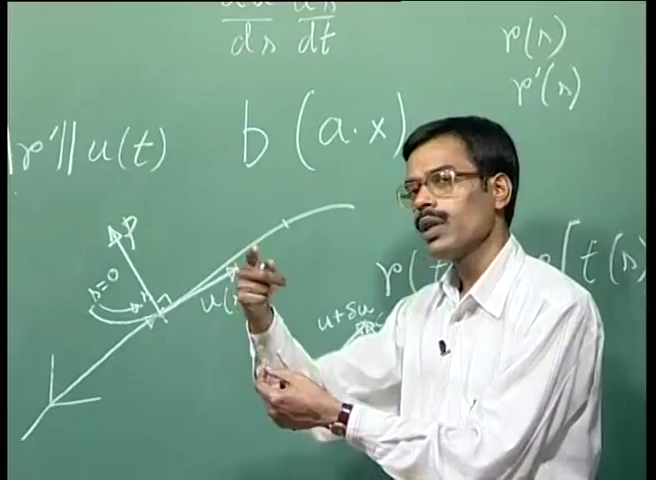 ds dt
r(s)
r'(s)
||r'|| u(t)
b (a·x)
p
s=0
u(s
u+δu
r(t
r[t(s)